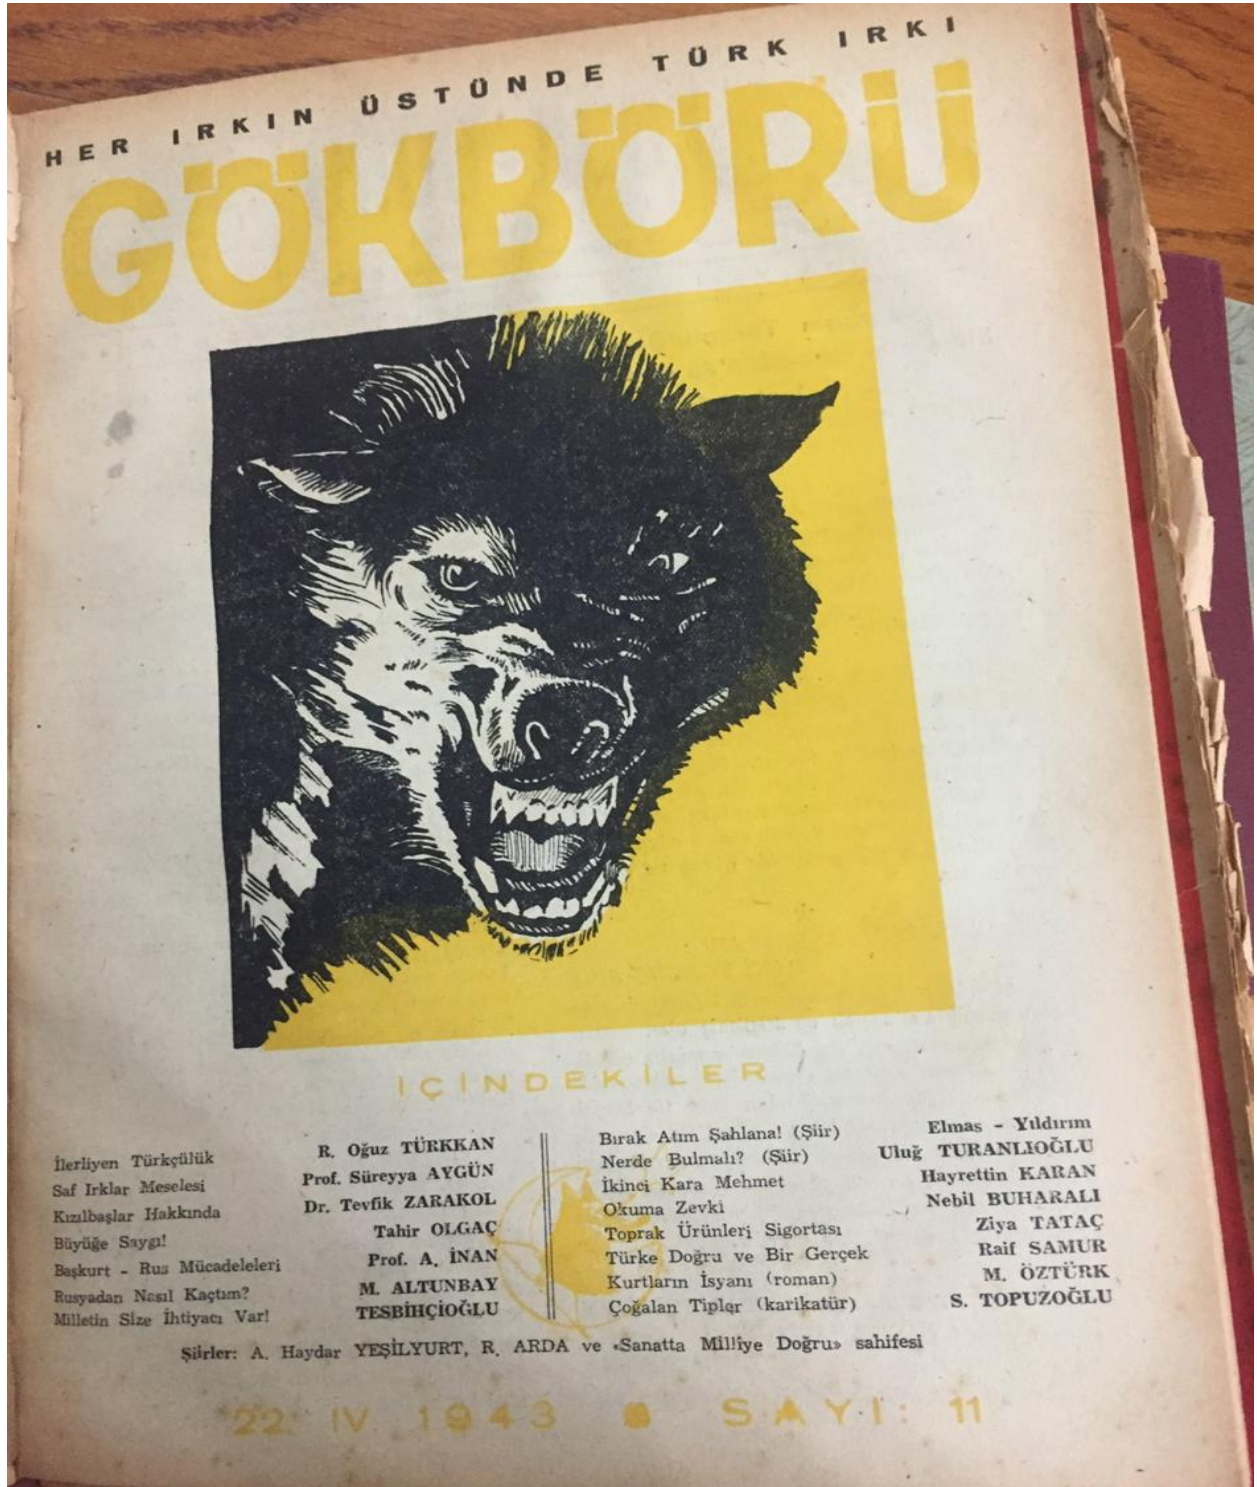 HER IRKIN ÜSTÜNDE TÜRK IRKI
GÖKBÖRÜ
İÇİNDEKİLER
İlerliyen Türkçülük R. Oğuz TÜRKKAN
Saf Irklar Meselesi Prof. Süreyya AYGÜN
Kızılbaşlar Hakkında Dr. Tevfik ZARAKOL
Büyüğe Saygı! Tahir OLGAÇ
Başkurt - Rus Mücadeleleri Prof. A. İNAN
Rusyadan Nasıl Kaçtım? M. ALTUNBAY
Milletin Size İhtiyacı Var! TESBİHÇİOĞLU
Bırak Atım Şahlana! (Şiir) Elmas - Yıldırım
Nerde Bulmalı? (Şiir) Uluğ TURANLIOĞLU
İkinci Kara Mehmet Hayrettin KARAN
Okuma Zevki Nebil BUHARALI
Toprak Ürünleri Sigortası Ziya TATAÇ
Türke Doğru ve Bir Gerçek Raif SAMUR
Kurtların İsyanı (roman) M. ÖZTÜRK
Çoğalan Tipler (karikatür) S. TOPUZOĞLU
Şiirler: A. Haydar YEŞİLYURT, R. ARDA ve «Sanatta Milliye Doğru» sahifesi
22. IV. 1943 ● SAYI: 11